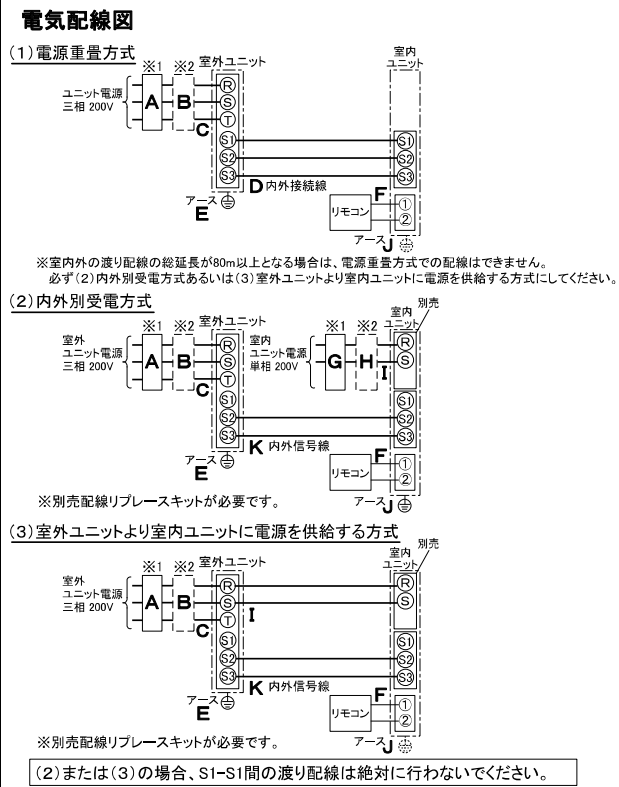 電気配線図
(1)電源重畳方式
※1 ※2 室外ユニット
室内
ユニット
ユニット電源
三相 200V
A B C
R
S
T
S1 S1
S2 S2
S3 S3
D 内外接続線
アース
E
リモコン F ① ②
アース J
※室内外の渡り配線の総延長が80m以上となる場合は、電源重畳方式での配線はできません。
必ず(2)内外別受電方式あるいは(3)室外ユニットより室内ユニットに電源を供給する方式にしてください。
(2)内外別受電方式
※1 ※2 室外ユニット ※1 ※2
室内
ユニット
別売
室外
ユニット電源
三相 200V
A B C
R
S
T
室内
ユニット電源
単相 200V
G H I
R
S
S1 S1
S2 S2
S3 S3
K 内外信号線
アース
E
リモコン F ① ②
アース J
※別売配線リプレースキットが必要です。
(3)室外ユニットより室内ユニットに電源を供給する方式
※1 ※2 室外ユニット
室内
ユニット
別売
室外
ユニット電源
三相 200V
A B C
R R
S S
T I
S1 S1
S2 S2
S3 S3
K 内外信号線
アース
E
リモコン F ① ②
アース J
※別売配線リプレースキットが必要です。
(2)または(3)の場合、S1-S1間の渡り配線は絶対に行わないでください。